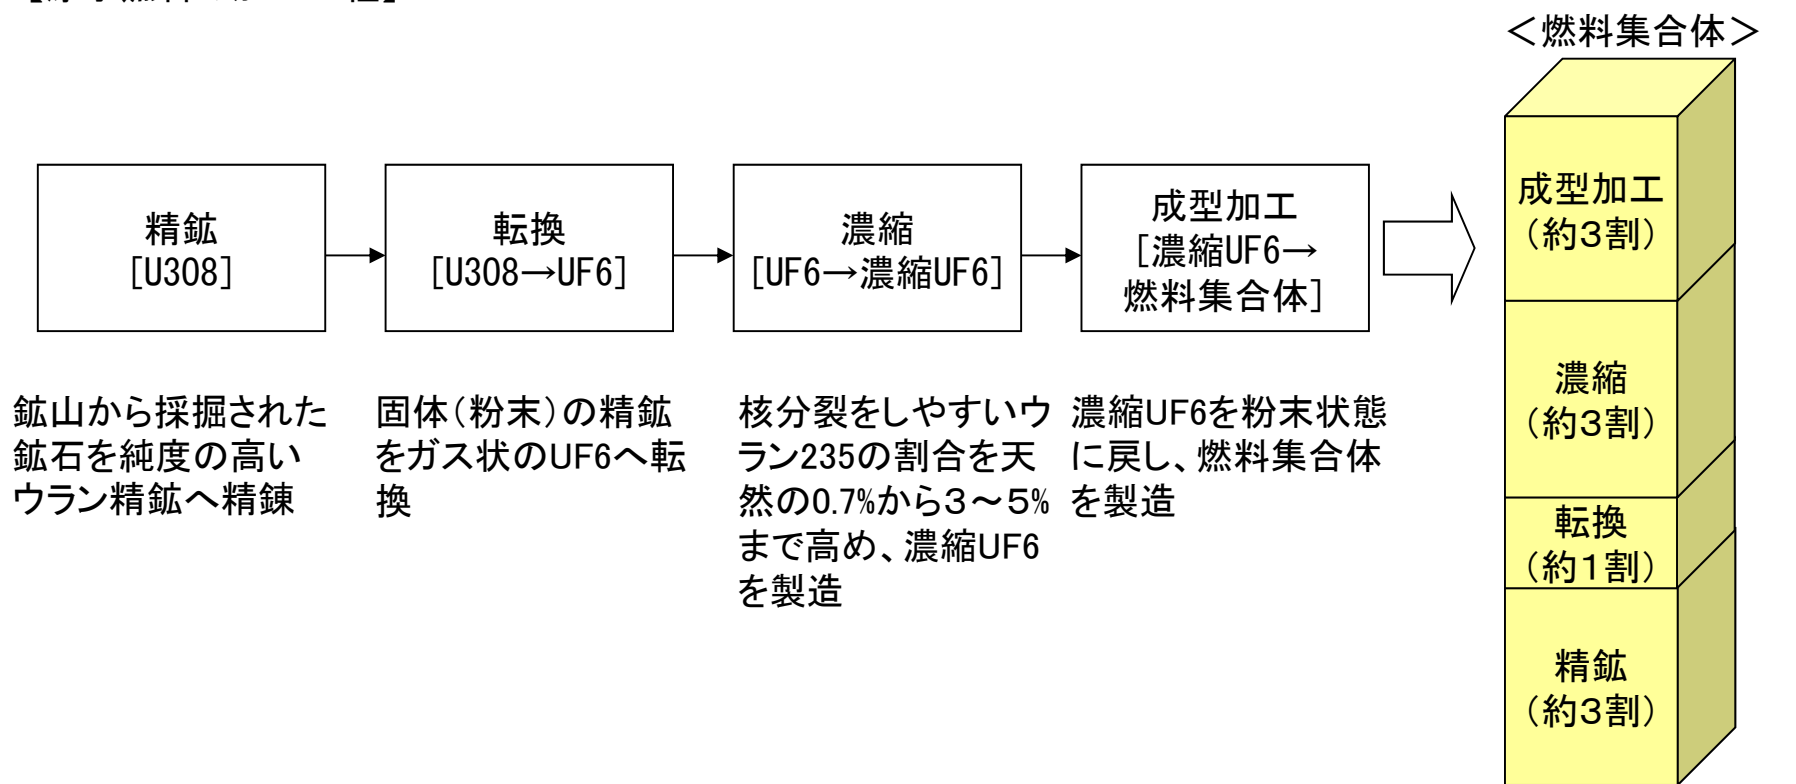 ＜燃料集合体＞
精鉱
[U3O8]
転換
[U3O8→UF6]
濃縮
[UF6→濃縮UF6]
成型加工
[濃縮UF6→
燃料集合体]
鉱山から採掘された
鉱石を純度の高い
ウラン精鉱へ精錬
固体（粉末）の精鉱
をガス状のUF6へ転
換
核分裂をしやすいウ
ラン235の割合を天
然の0.7%から３～５%
まで高め、濃縮UF6
を製造
濃縮UF6を粉末状態
に戻し、燃料集合体
を製造
成型加工
（約３割）
濃縮
（約３割）
転換
（約１割）
精鉱
（約３割）